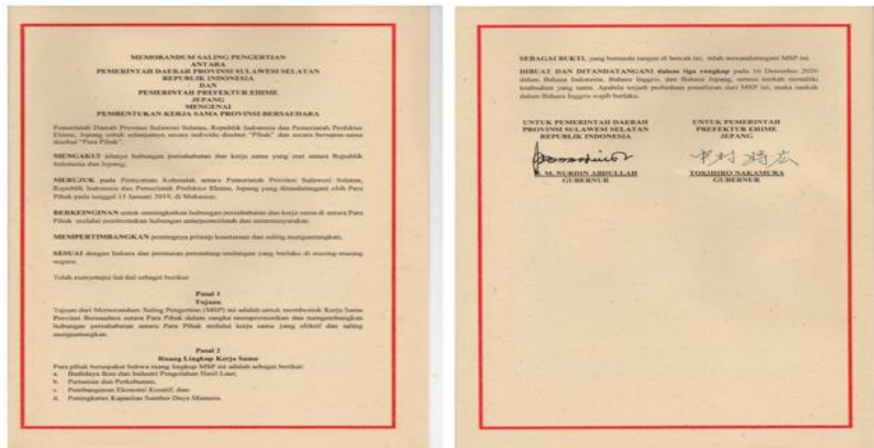 MEMORANDUM SALING PENGERTIAN
ANTARA
PEMERINTAH DAERAH PROVINSI SULAWESI SELATAN
REPUBLIK INDONESIA
DAN
PEMERINTAH PREFEKTUR EHIME
JEPANG
MENGENAI
PEMBENTUKAN KERJA SAMA PROVINSI BERSAUDARA
Pemerintah Daerah Provinsi Sulawesi Selatan, Republik Indonesia dan Pemerintah Prefektur
Ehime, Jepang untuk selanjutnya secara individu disebut "Pihak" dan secara bersama-sama
disebut "Para Pihak".
MENGAKUI adanya hubungan persahabatan dan kerja sama yang erat antara Republik
Indonesia dan Jepang;
MERUJUK pada Pernyataan Kehendak antara Pemerintah Provinsi Sulawesi Selatan,
Republik Indonesia dan Pemerintah Prefektur Ehime, Jepang yang ditandatangani oleh Para
Pihak pada tanggal 13 Januari 2019, di Makassar;
BERKEINGINAN untuk meningkatkan hubungan persahabatan dan kerja sama di antara Para
Pihak melalui pembentukan hubungan antarpemerintah dan antarmasyarakat;
MEMPERTIMBANGKAN pentingnya prinsip kesetaraan dan saling menguntungkan;
SESUAI dengan hukum dan peraturan perundang-undangan yang berlaku di masing-masing
negara;
Telah menyetujui hal-hal sebagai berikut:
Pasal 1
Tujuan
Tujuan dari Memorandum Saling Pengertian (MSP) ini adalah untuk membentuk Kerja Sama
Provinsi Bersaudara antara Para Pihak dalam rangka mempromosikan dan mengembangkan
hubungan persahabatan antara Para Pihak melalui kerja sama yang efektif dan saling
menguntungkan.
Pasal 2
Ruang Lingkup Kerja Sama
Para pihak bersepakat bahwa ruang lingkup MSP ini adalah sebagai berikut:
a. Budidaya Ikan dan Industri Pengolahan Hasil Laut;
b. Pertanian dan Perkebunan;
c. Pembangunan Ekonomi Kreatif; dan
d. Peningkatan Kapasitas Sumber Daya Manusia.
SEBAGAI BUKTI, yang bertanda tangan di bawah ini, telah menandatangani MSP ini.
DIBUAT DAN DITANDATANGANI dalam tiga rangkap pada 16 Desember 2020
dalam Bahasa Indonesia, Bahasa Inggris, dan Bahasa Jepang, semua naskah memiliki
keabsahan yang sama. Apabila terjadi perbedaan penafsiran dari MSP ini, maka naskah
dalam Bahasa Inggris wajib berlaku.
UNTUK PEMERINTAH DAERAH
PROVINSI SULAWESI SELATAN
REPUBLIK INDONESIA
H. M. NURDIN ABDULLAH
GUBERNUR
UNTUK PEMERINTAH
PREFEKTUR EHIME
JEPANG
中村時広
TOKIHIRO NAKAMURA
GUBERNUR